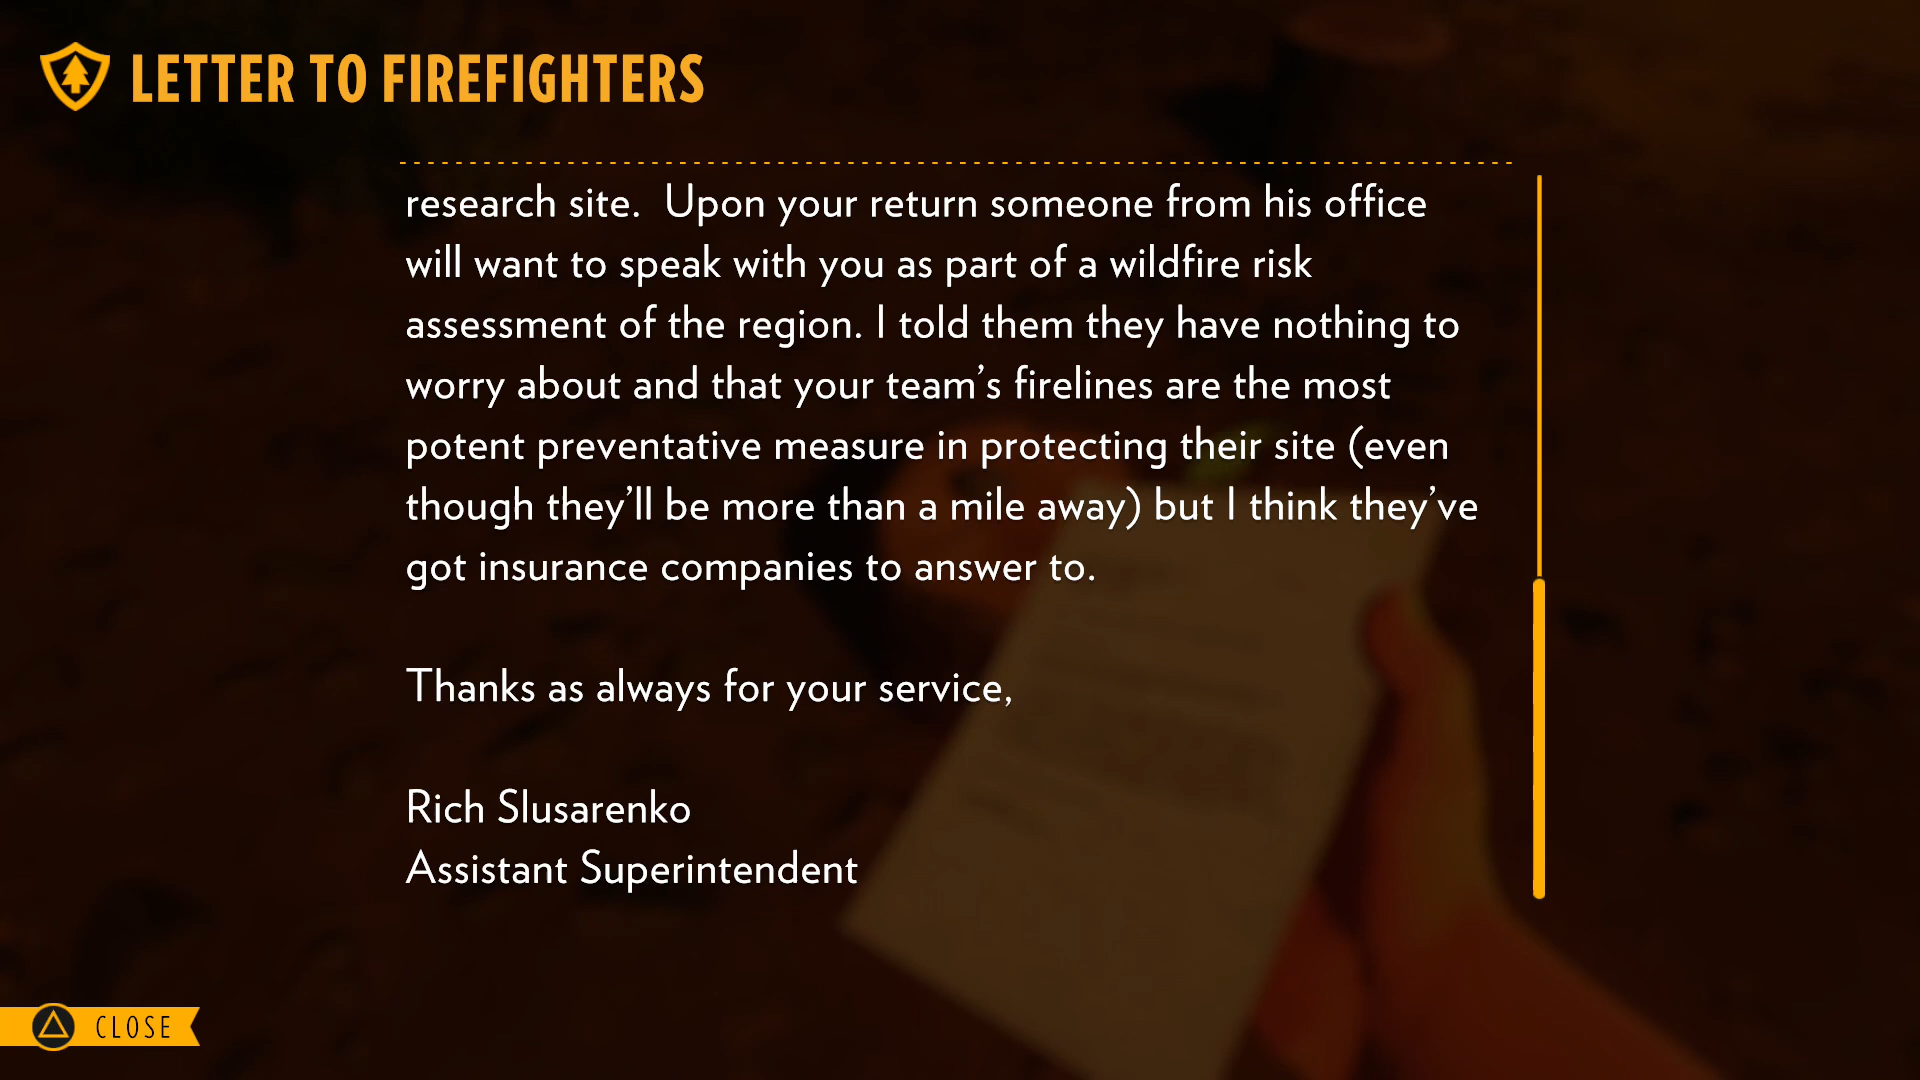 LETTER TO FIREFIGHTERS
research site.  Upon your return someone from his office
will want to speak with you as part of a wildfire risk
assessment of the region. I told them they have nothing to
worry about and that your team’s firelines are the most
potent preventative measure in protecting their site (even
though they’ll be more than a mile away) but I think they’ve
got insurance companies to answer to.
Thanks as always for your service,
Rich Slusarenko
Assistant Superintendent
CLOSE